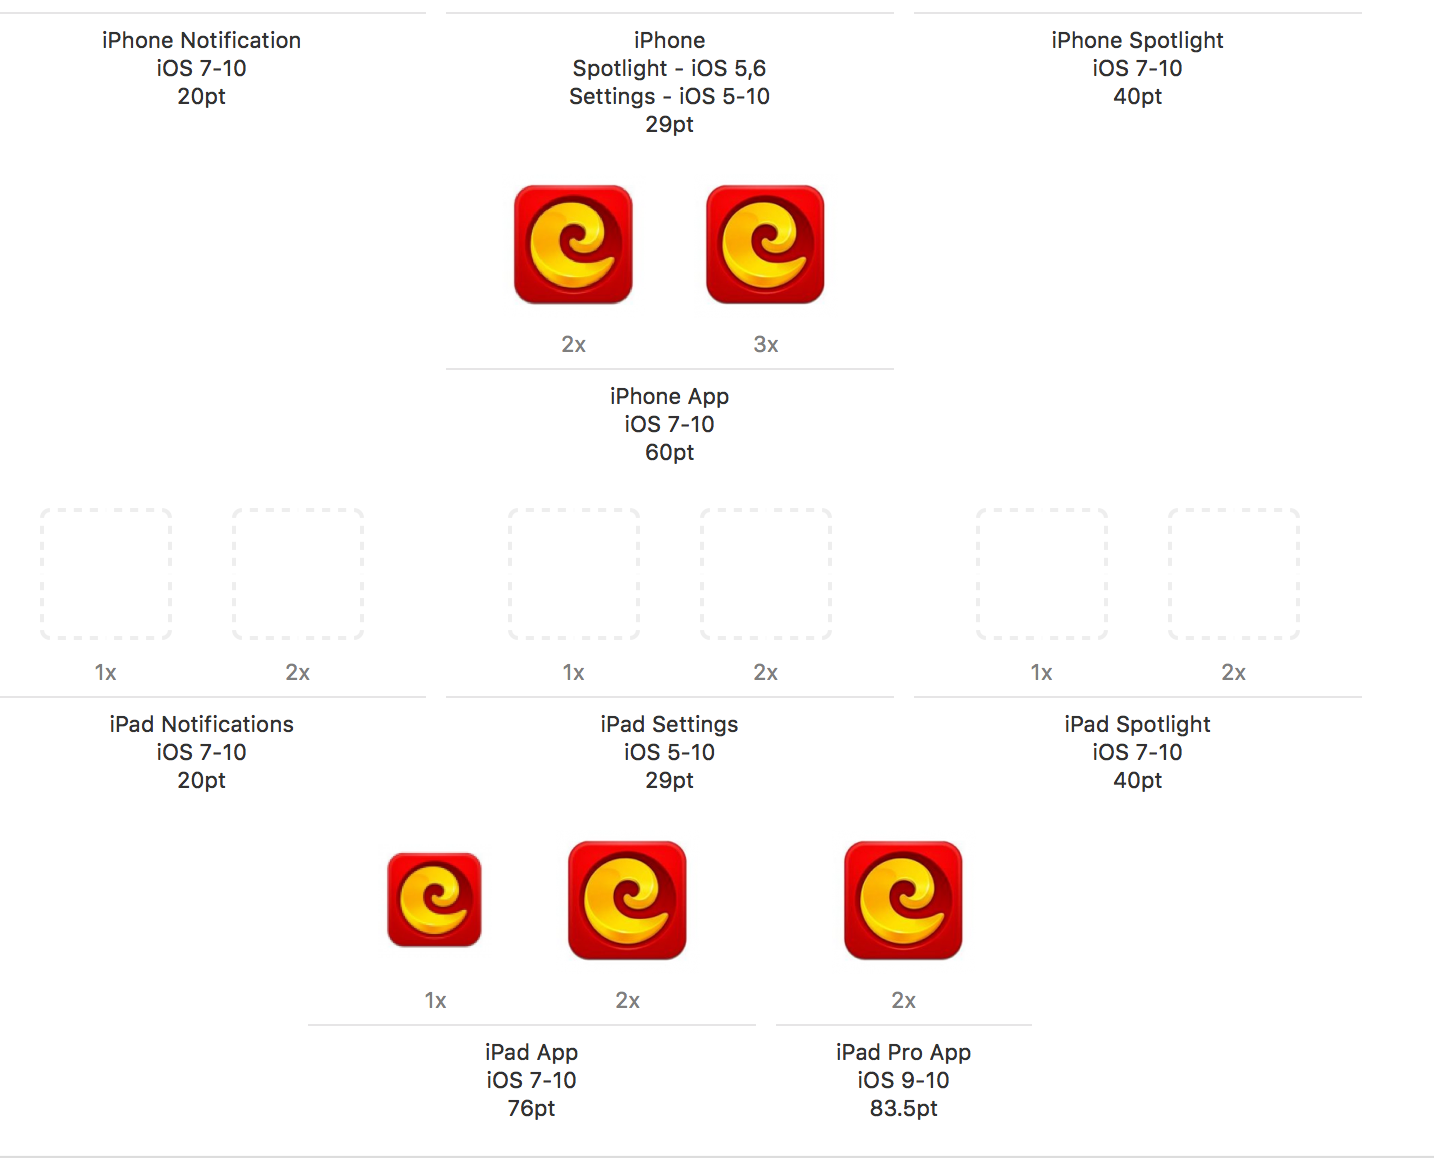 iPhone Notification
iOS 7-10
20pt
iPhone
Spotlight - iOS 5,6
Settings - iOS 5-10
29pt
iPhone Spotlight
iOS 7-10
40pt
2x
3x
iPhone App
iOS 7-10
60pt
1x
2x
1x
2x
1x
2x
iPad Notifications
iOS 7-10
20pt
iPad Settings
iOS 5-10
29pt
iPad Spotlight
iOS 7-10
40pt
1x
2x
2x
iPad App
iOS 7-10
76pt
iPad Pro App
iOS 9-10
83.5pt